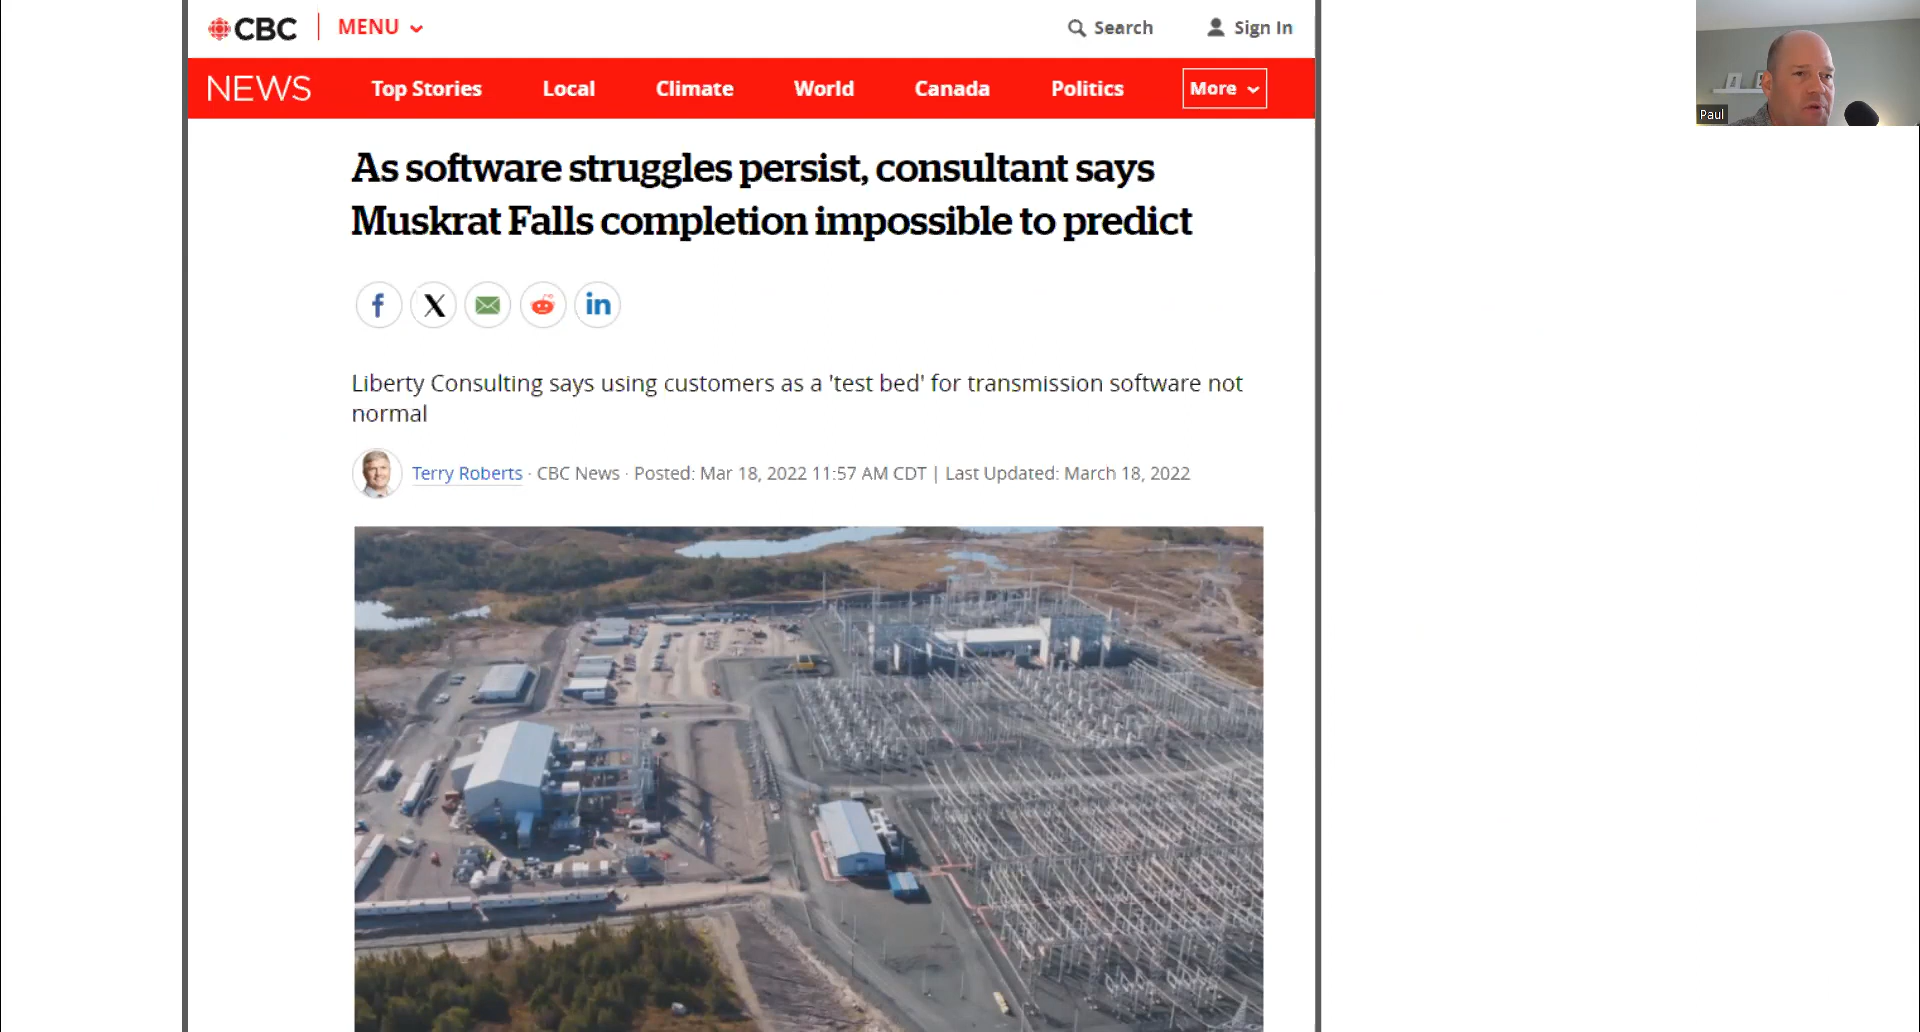 CBC MENU Search Sign In
NEWS Top Stories Local Climate World Canada Politics More
Paul
As software struggles persist, consultant says
Muskrat Falls completion impossible to predict
Liberty Consulting says using customers as a 'test bed' for transmission software not
normal
Terry Roberts · CBC News · Posted: Mar 18, 2022 11:57 AM CDT | Last Updated: March 18, 2022